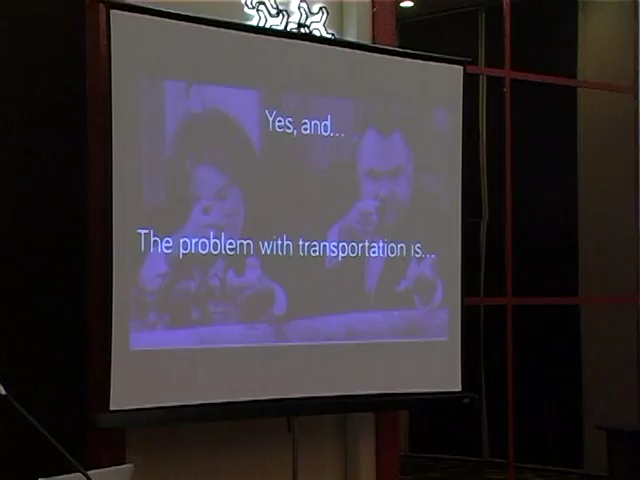 Yes, and...
The problem with transportation is...